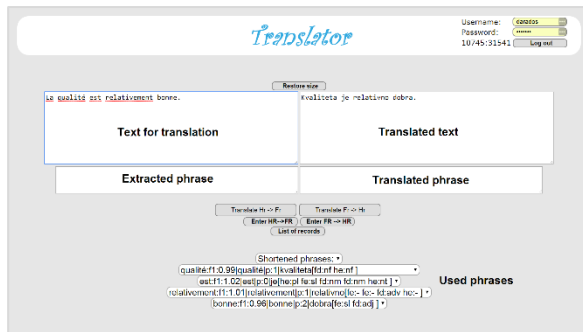 Translator
Username: daraces
Password: ••••••
10745:31541 Log out
Restore size
La qualité est relativement bonne. Kvaliteta je relativno dobra.
Text for translation Translated text
Extracted phrase Translated phrase
Translate Hr -> Fr Translate Fr -> Hr
Enter HR-->FR Enter FR --> HR
List of records
Shortened phrases:
qualité:f1:0.99|qualité|p:1|kvaliteta[fd:nf he:nf ]
est:f1:1.02|est|p:0|je[he:pl fe:sl fd:nm fd:nm he:nt ]
Used phrases
relativement:f1:1.01|relativement|p:1|relativno[fe:- fe:- fd:adv he:- ]
bonne:f1:0.96|bonne|p:2|dobra[fe:sl fd:adj ]